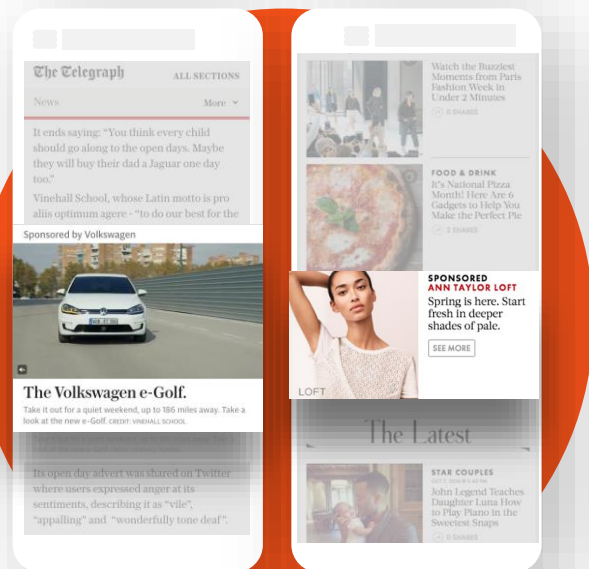 The Telegraph
ALL SECTIONS
News
More
It ends saying: “You think every child
should go along to the open days. Maybe
they will buy their dad a Jaguar one day
too.”
Vinehall School, whose Latin motto is pro
aliis optimum agere - “to do our best for the
Sponsored by Volkswagen
The Volkswagen e-Golf.
Take it out for a quiet weekend, up to 186 miles away. Take a
look at the new e-Golf. CREDIT: VINEHALL SCHOOL
Its open day advert was shared on Twitter
where users expressed anger at its
sentiments, describing it as “vile”,
“appalling” and “wonderfully tone deaf”.
Watch the Buzziest
Moments from Paris
Fashion Week in
Under 2 Minutes
0 SHARES
FOOD & DRINK
It's National Pizza
Month! Here Are 6
Gadgets to Help You
Make the Perfect Pie
3 SHARES
SPONSORED
ANN TAYLOR LOFT
Spring is here. Start
fresh in deeper
shades of pale.
SEE MORE
LOFT
The Latest
STAR COUPLES
John Legend Teaches
Daughter Luna How
to Play Piano in the
Sweetest Snaps
0 SHARES